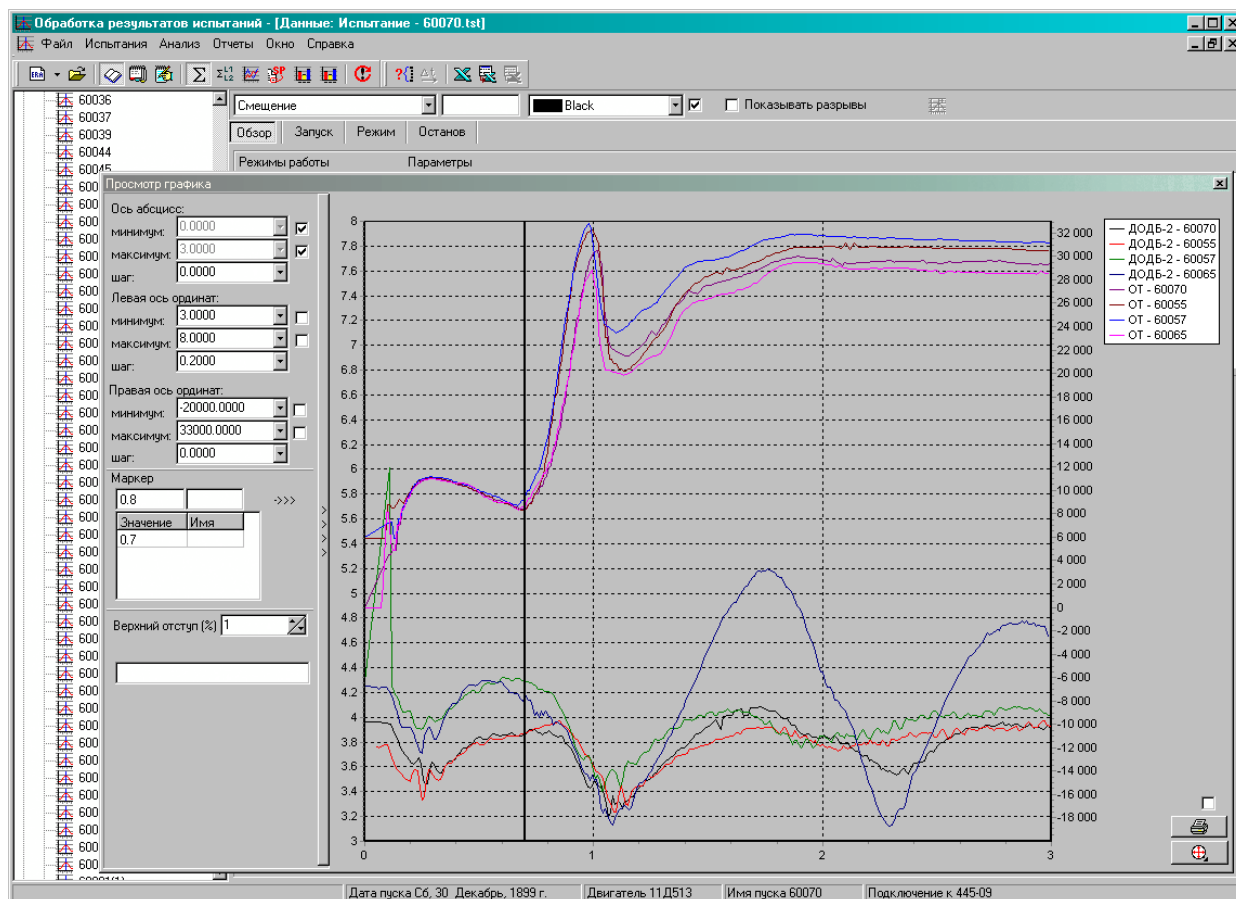 Обработка результатов испытаний - [Данные: Испытание - 60070.tst]
Файл Испытания Анализ Отчеты Окно Справка
60036
60037
60039
60044
60045
Смещение Black Показывать разрывы
Обзор Запуск Режим Останов
Режимы работы Параметры
Просмотр графика
Ось абсцисс:
минимум: 0.0000
максимум: 3.0000
шаг: 0.0000
Левая ось ординат:
минимум: 3.0000
максимум: 8.0000
шаг: 0.2000
Правая ось ординат:
минимум: -20000.0000
максимум: 33000.0000
шаг: 0.0000
Маркер
0.8 ->>>
Значение Имя
0.7
Верхний отступ (%) 1
8
7.8
7.6
7.4
7.2
7
6.8
6.6
6.4
6.2
6
5.8
5.6
5.4
5.2
5
4.8
4.6
4.4
4.2
4
3.8
3.6
3.4
3.2
3
0 1 2 3
32 000
30 000
28 000
26 000
24 000
22 000
20 000
18 000
16 000
14 000
12 000
10 000
8 000
6 000
4 000
2 000
0
-2 000
-4 000
-6 000
-8 000
-10 000
-12 000
-14 000
-16 000
-18 000
ДОДБ-2 - 60070
ДОДБ-2 - 60055
ДОДБ-2 - 60057
ДОДБ-2 - 60065
ОТ - 60070
ОТ - 60055
ОТ - 60057
ОТ - 60065
Дата пуска Сб, 30 Декабрь, 1899 г. Двигатель 11Д513 Имя пуска 60070 Подключение к 445-09